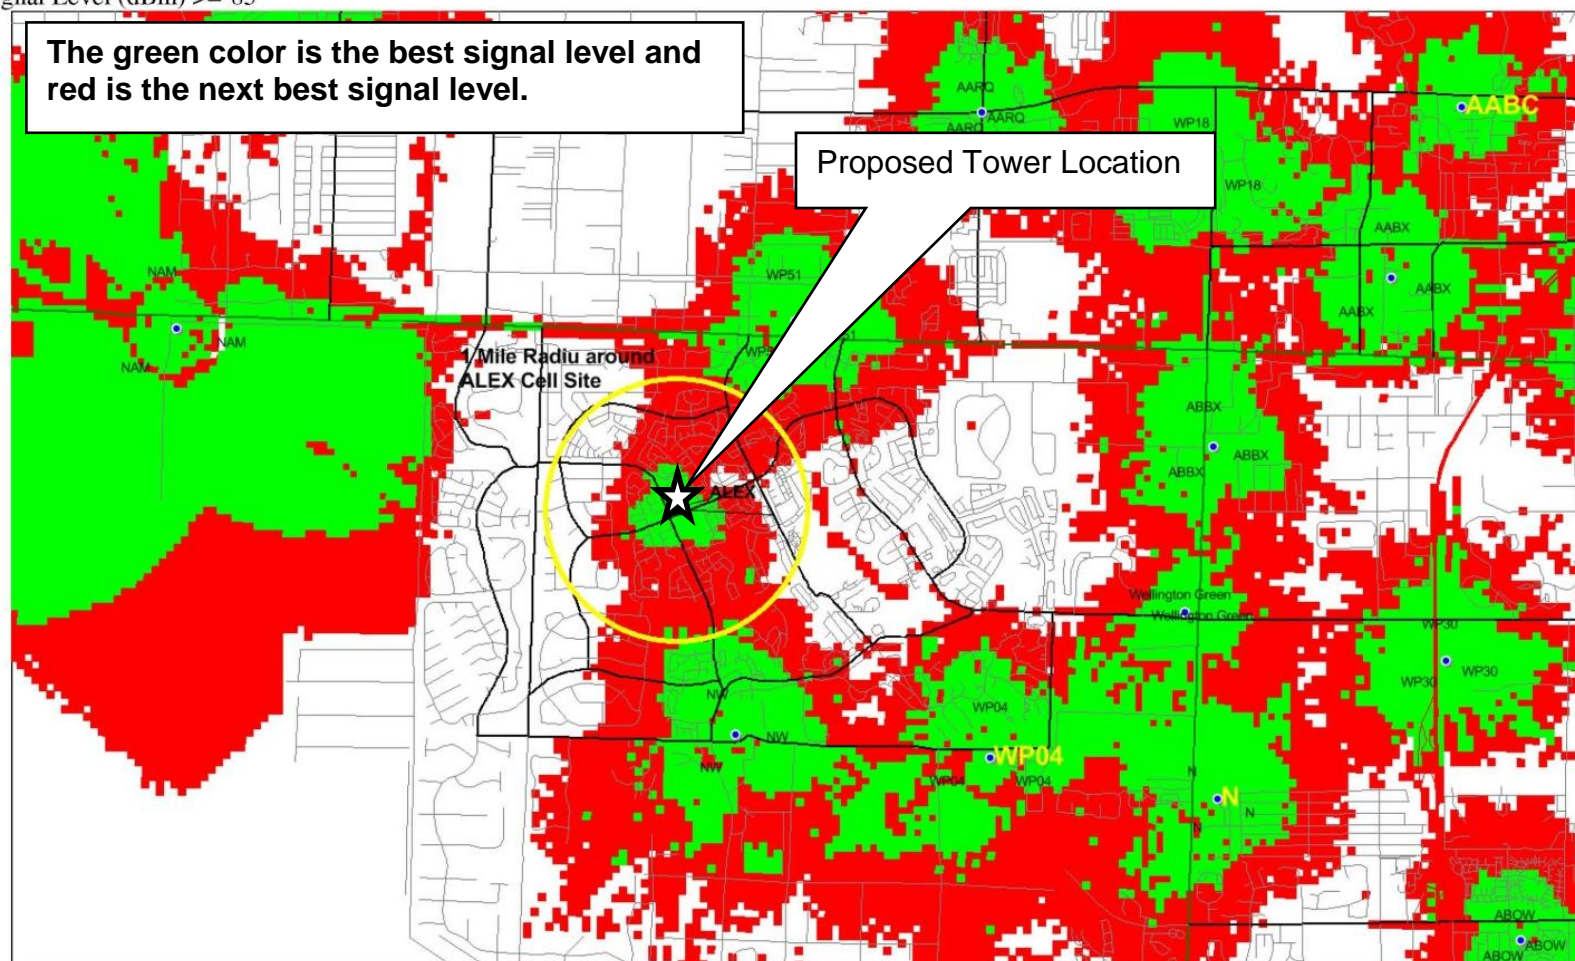 The green color is the best signal level and
red is the next best signal level.
AARQ
AARQ
AARQ
AABC
WP18
Proposed Tower Location
WP18
AABX
NAM
WP51
AABX
AABX
NAM
NAM
1 Mile Radiu around
ALEX Cell Site
ABBX
ABBX
ABBX
ALEX
Wellington Green
Wellington Green
WP30
WP30
WP30
NW
WP04
NW
WP04
NW
WP04
WP04
N
N
N
N
ABOW
ABOW
ABOW